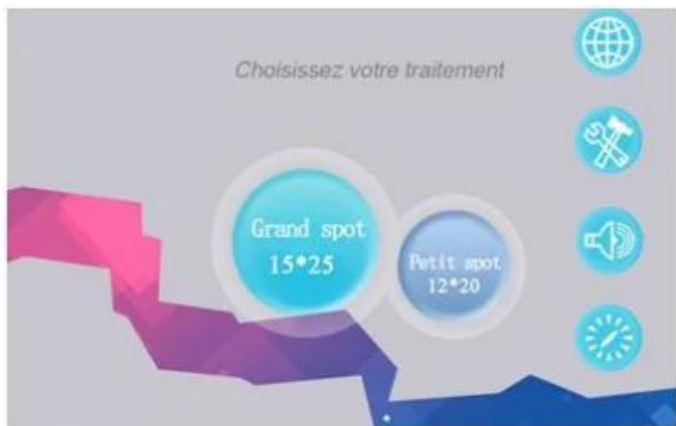 Choisissez votre traitement
Grand spot
15*25
Petit spot
12*20